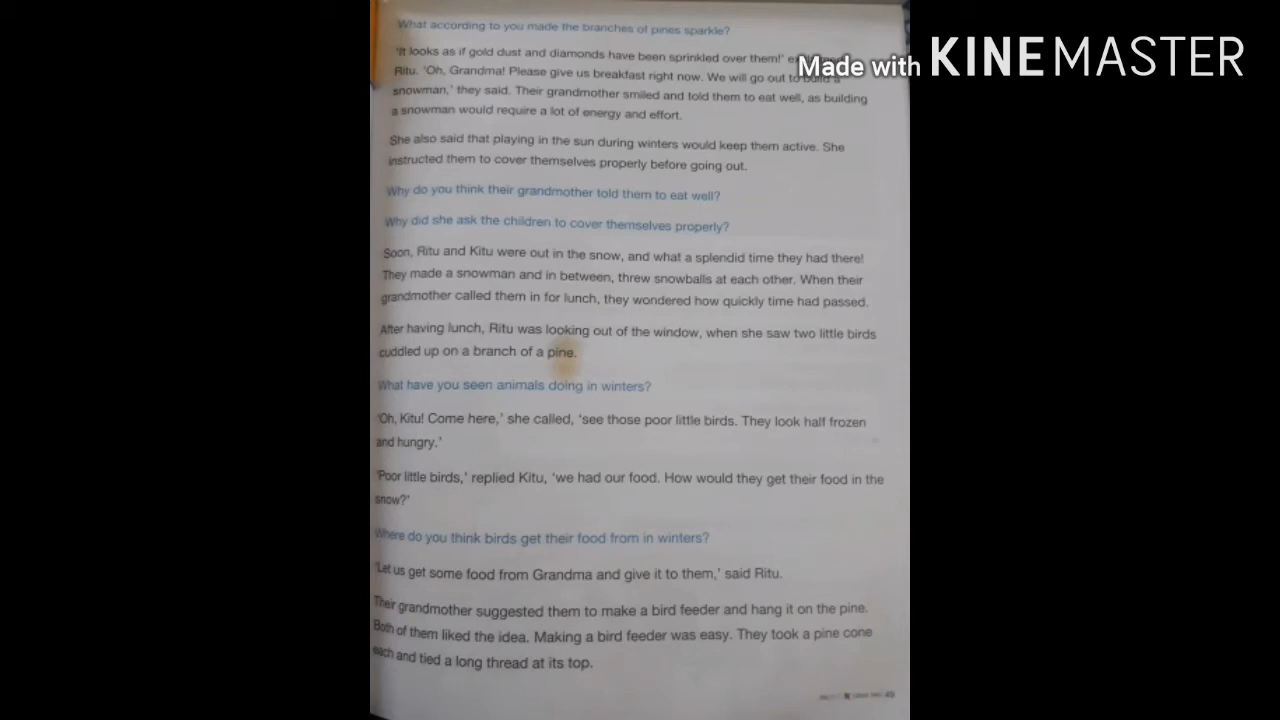 What according to you made the branches of pines sparkle?
'It looks as if gold dust and diamonds have been sprinkled over them!'
Made with KINEMASTER
Ritu. 'Oh, Grandma! Please give us breakfast right now. We will go out to build a
snowman,' they said. Their grandmother smiled and told them to eat well, as building
a snowman would require a lot of energy and effort.
She also said that playing in the sun during winters would keep them active. She
instructed them to cover themselves properly before going out.
Why do you think their grandmother told them to eat well?
Why did she ask the children to cover themselves properly?
Soon, Ritu and Kitu were out in the snow, and what a splendid time they had there!
They made a snowman and in between, threw snowballs at each other. When their
grandmother called them in for lunch, they wondered how quickly time had passed.
After having lunch, Ritu was looking out of the window, when she saw two little birds
cuddled up on a branch of a pine.
What have you seen animals doing in winters?
'Oh, Kitu! Come here,' she called, 'see those poor little birds. They look half frozen
and hungry.'
'Poor little birds,' replied Kitu, 'we had our food. How would they get their food in the
snow?'
Where do you think birds get their food from in winters?
'Let us get some food from Grandma and give it to them,' said Ritu.
Their grandmother suggested them to make a bird feeder and hang it on the pine.
Both of them liked the idea. Making a bird feeder was easy. They took a pine cone
each and tied a long thread at its top.